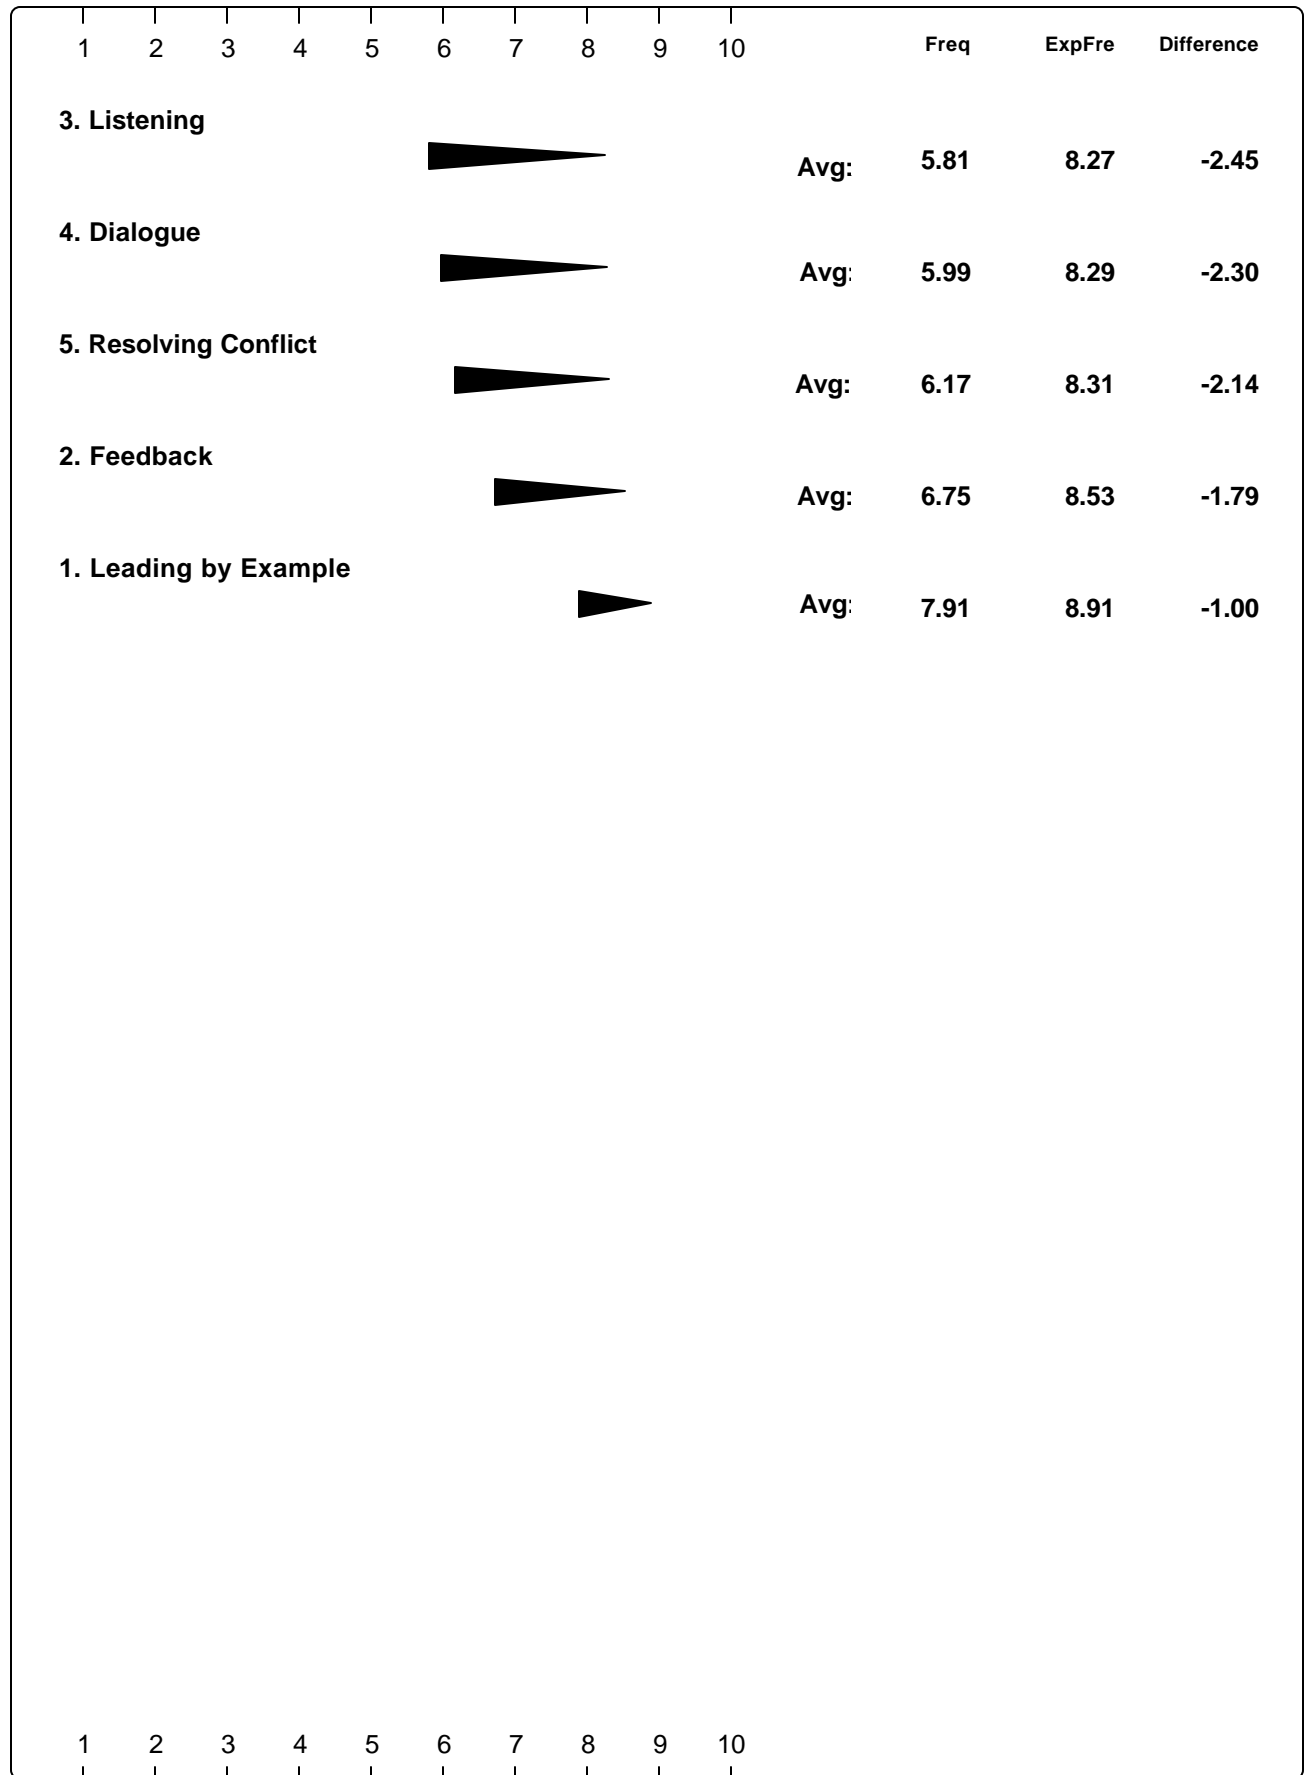 1 2 3 4 5 6 7 8 9 10 Freq ExpFre Difference
3. Listening
Avg: 5.81 8.27 -2.45
4. Dialogue
Avg: 5.99 8.29 -2.30
5. Resolving Conflict
Avg: 6.17 8.31 -2.14
2. Feedback
Avg: 6.75 8.53 -1.79
1. Leading by Example
Avg: 7.91 8.91 -1.00
1 2 3 4 5 6 7 8 9 10